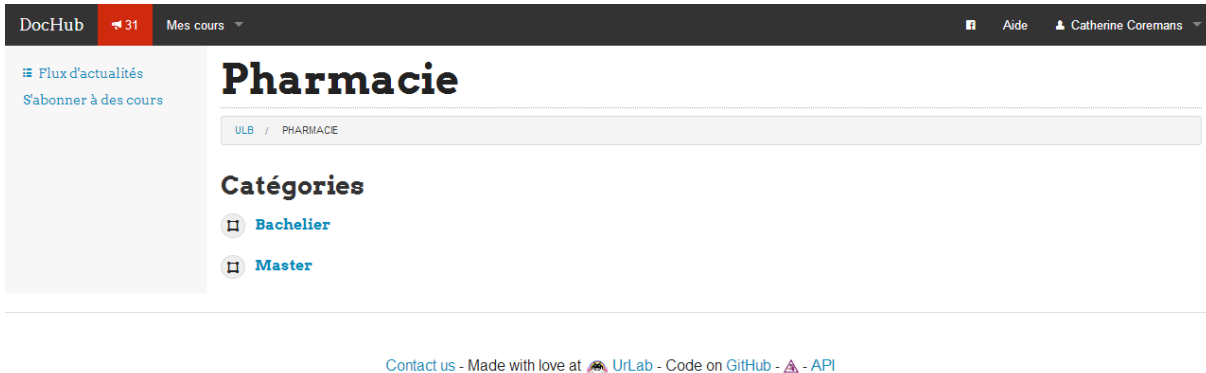 DocHub 31 Mes cours Aide Catherine Coremans
Flux d'actualités
S'abonner à des cours
Pharmacie
ULB / PHARMACIE
Catégories
Bachelier
Master
Contact us - Made with love at UrLab - Code on GitHub - - API